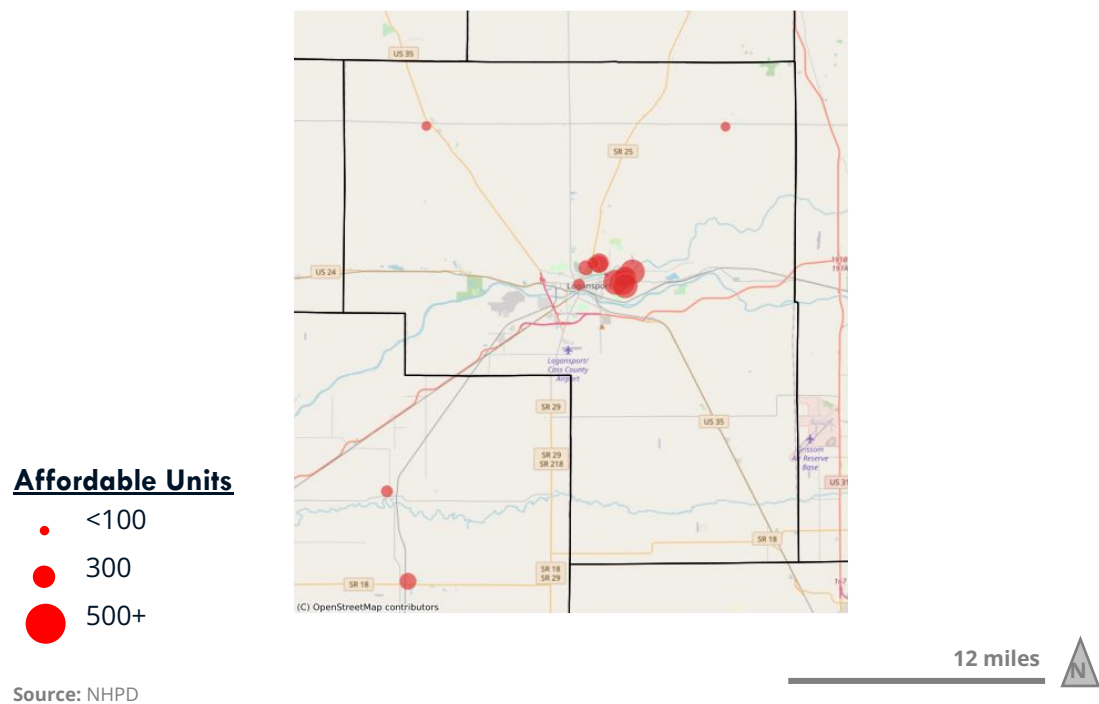 US 35
SR 25
US 24
Logansport/
Cass County
Airport
SR 29
US 35
SR 29
SR 218
Air Reserve
Base
US 31
SR 18
SR 18
SR 29
SR 18
(C) OpenStreetMap contributors
Affordable Units
<100
300
500+
12 miles
N
Source: NHPD